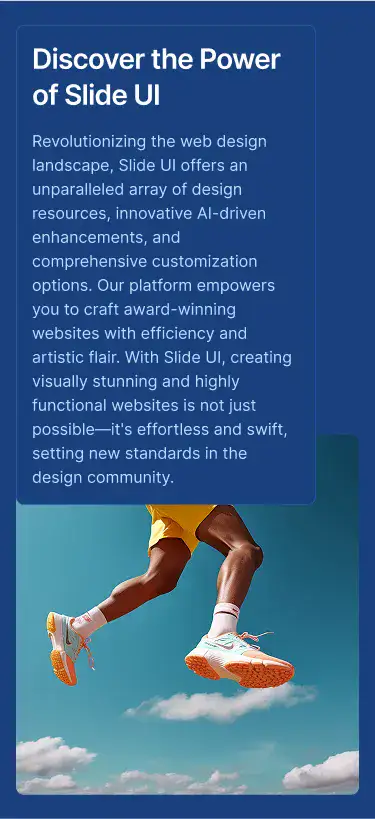 Discover the Power
of Slide UI
Revolutionizing the web design
landscape, Slide UI offers an
unparalleled array of design
resources, innovative AI-driven
enhancements, and
comprehensive customization
options. Our platform empowers
you to craft award-winning
websites with efficiency and
artistic flair. With Slide UI, creating
visually stunning and highly
functional websites is not just
possible—it's effortless and swift,
setting new standards in the
design community.